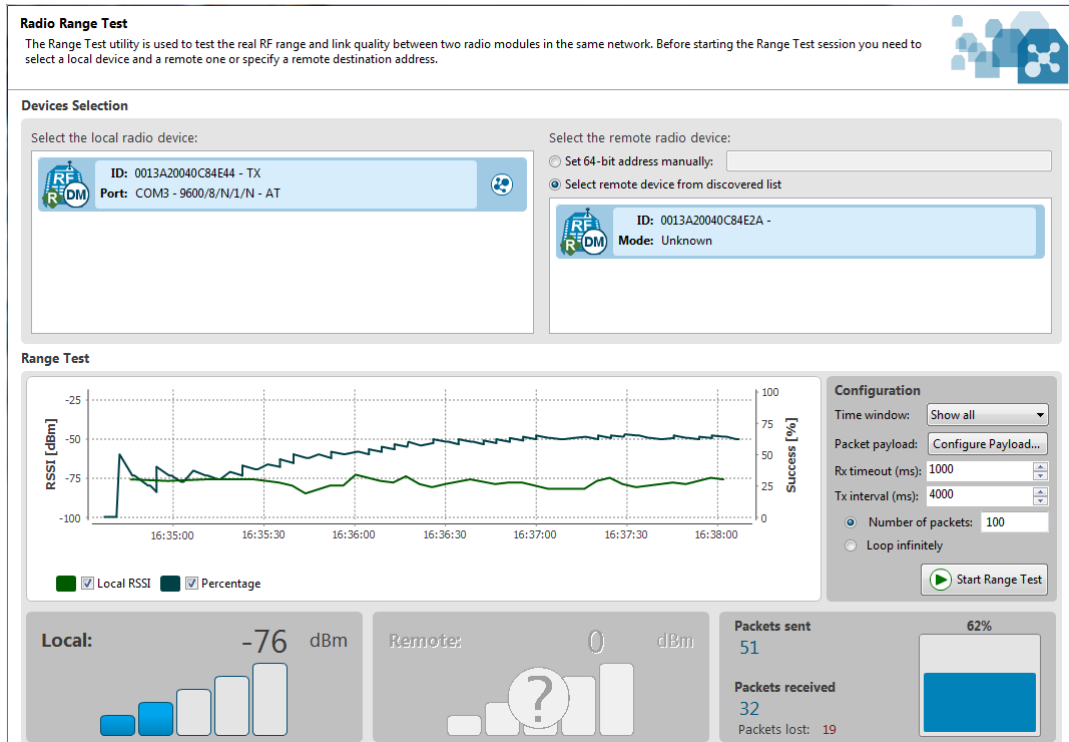 Radio Range Test
The Range Test utility is used to test the real RF range and link quality between two radio modules in the same network. Before starting the Range Test session you need to
select a local device and a remote one or specify a remote destination address.
Devices Selection
Select the local radio device:
RF
R
DM
ID: 0013A20040C84E44 - TX
Port: COM3 - 9600/8/N/1/N - AT
Select the remote radio device:
Set 64-bit address manually:
Select remote device from discovered list
RF
R
DM
ID: 0013A20040C84E2A -
Mode: Unknown
Range Test
RSSI [dBm]
-25
-50
-75
-100
100
75
50
25
0
Success [%]
16:35:00
16:35:30
16:36:00
16:36:30
16:37:00
16:37:30
16:38:00
Local RSSI
Percentage
Configuration
Time window: Show all
Packet payload: Configure Payload...
Rx timeout (ms): 1000
Tx interval (ms): 4000
Number of packets: 100
Loop infinitely
Start Range Test
Local: -76 dBm
Remote: 0 dBm
?
Packets sent
51
Packets received
32
Packets lost: 19
62%